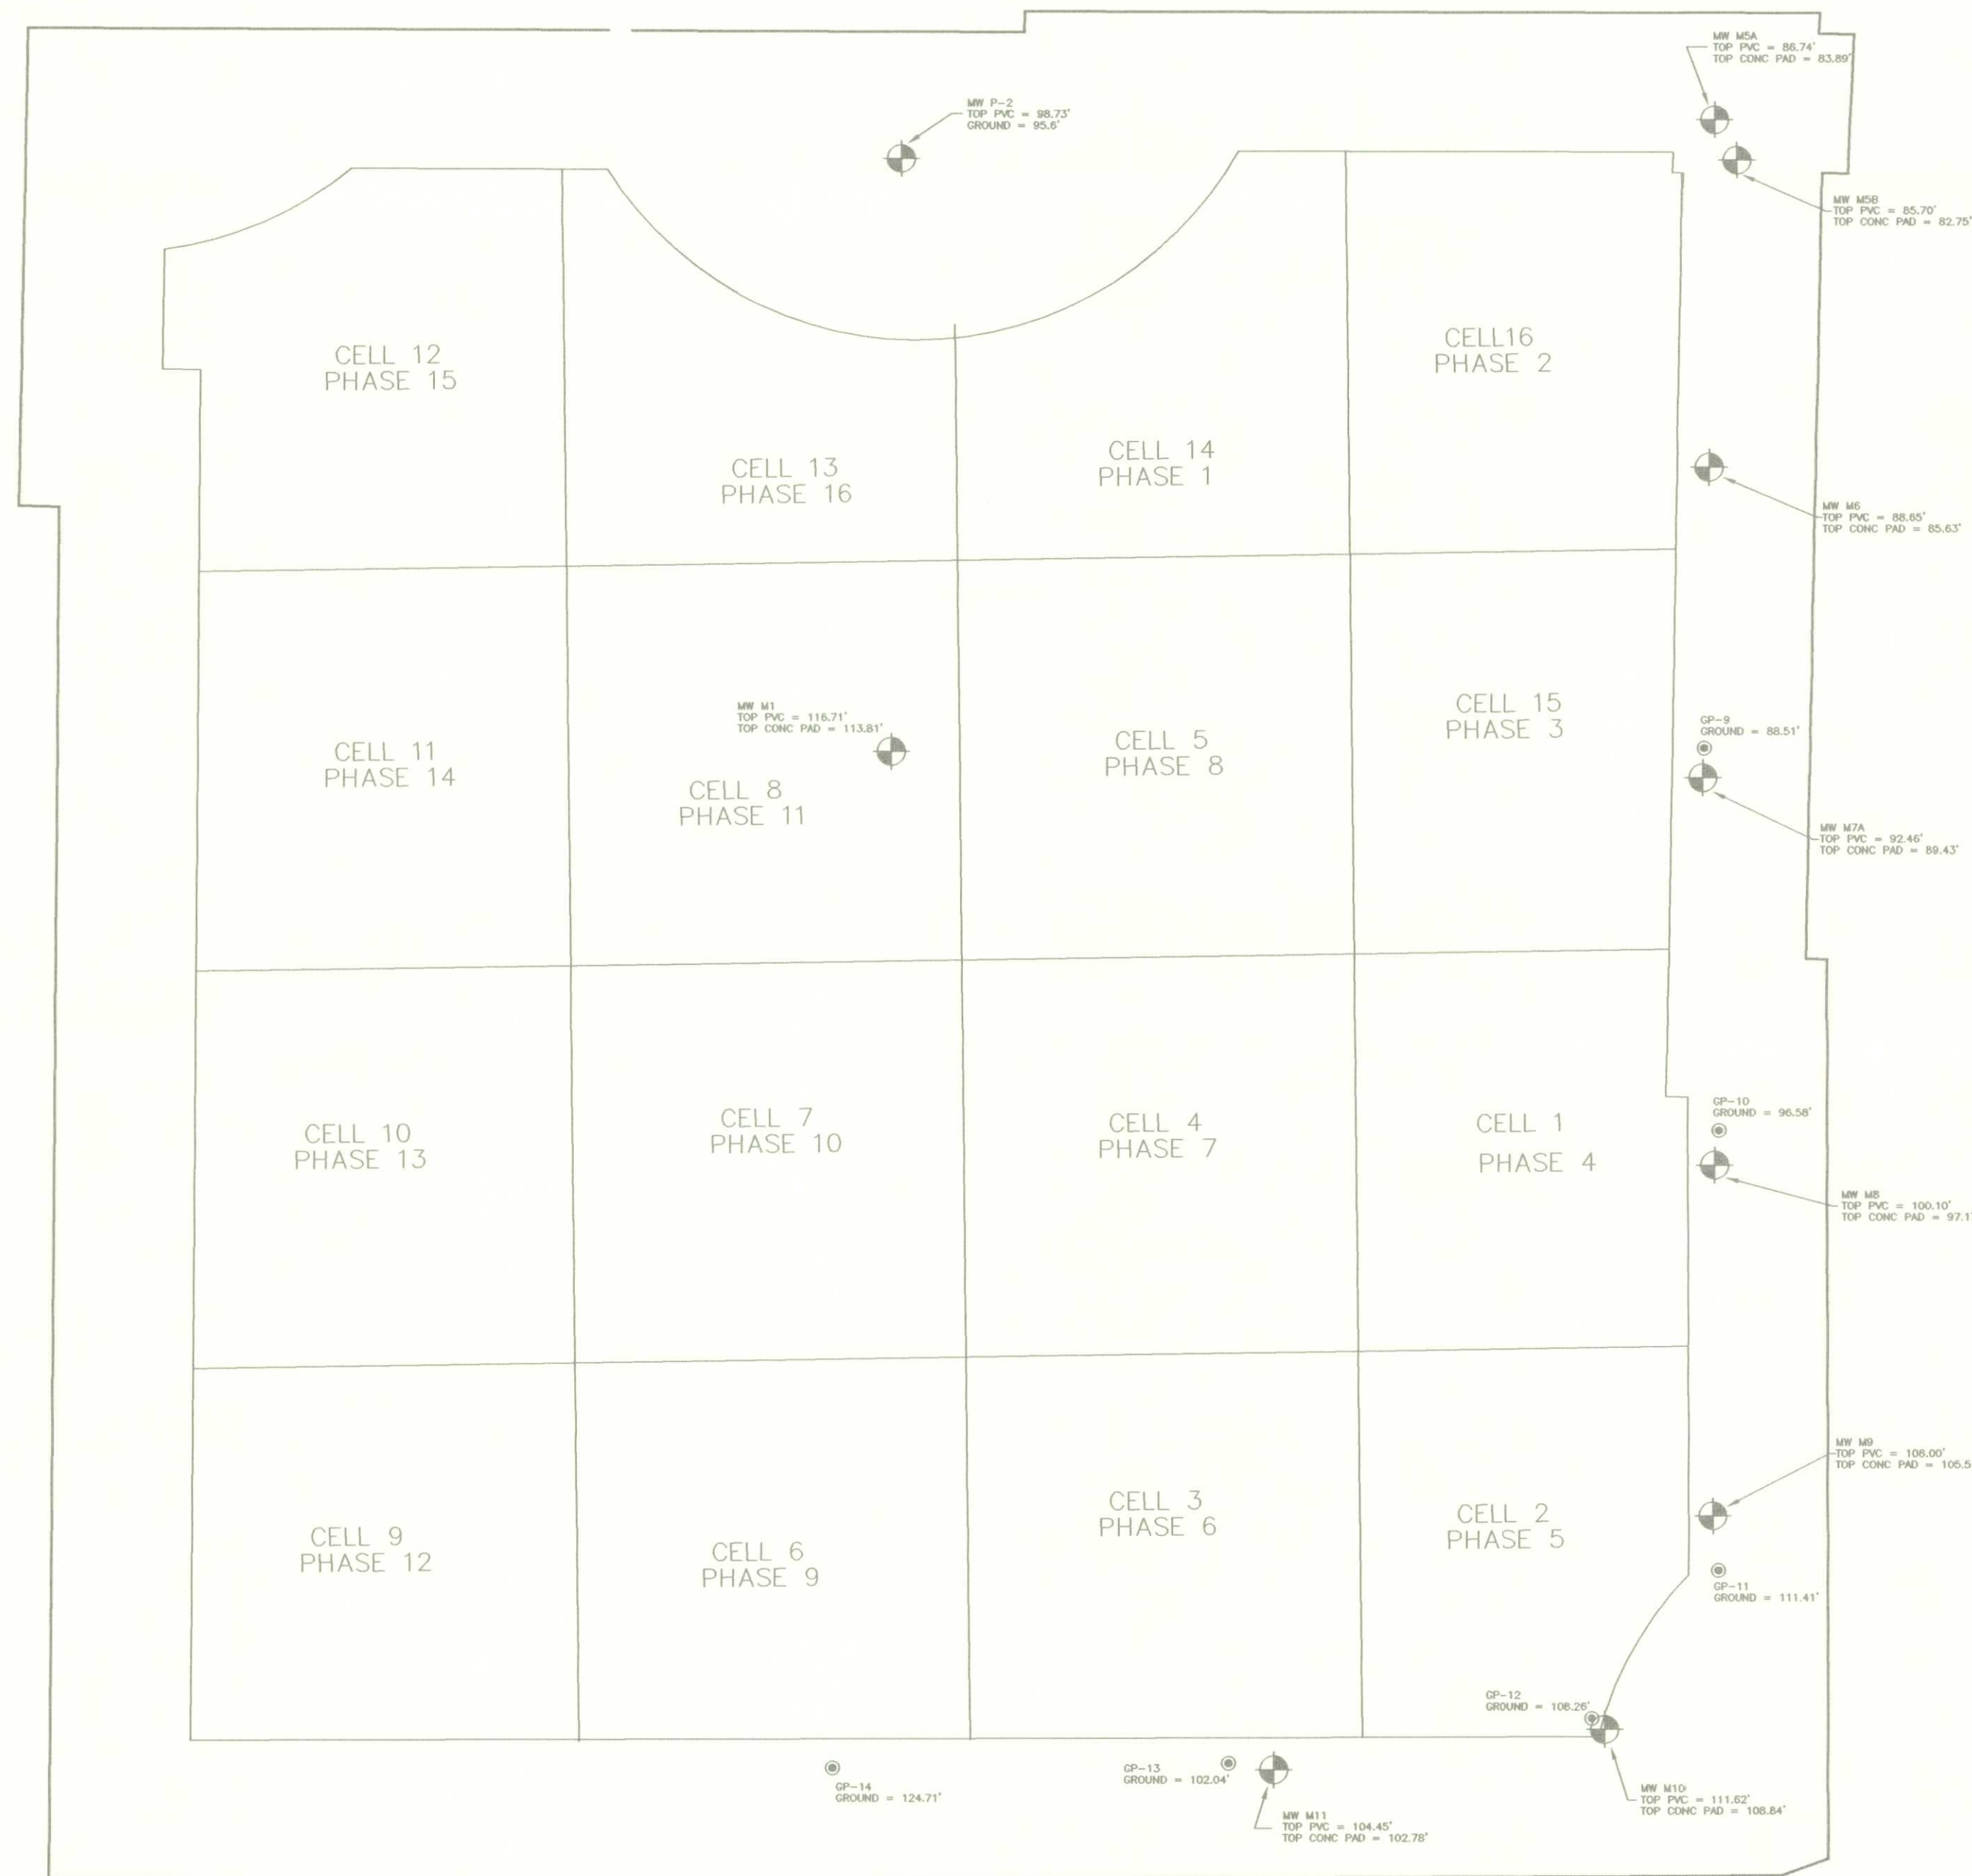 MW M5A
TOP PVC = 86.74'
TOP CONC PAD = 83.89'
MW P-2
TOP PVC = 98.73'
GROUND = 95.6'
MW M5B
TOP PVC = 85.70'
TOP CONC PAD = 82.75'
CELL 12
PHASE 15
CELL 13
PHASE 16
CELL 14
PHASE 1
CELL16
PHASE 2
MW M6
TOP PVC = 88.65'
TOP CONC PAD = 85.63'
MW M1
TOP PVC = 116.71'
TOP CONC PAD = 113.81'
CELL 11
PHASE 14
CELL 8
PHASE 11
CELL 5
PHASE 8
CELL 15
PHASE 3
GP-9
GROUND = 88.51'
MW M7A
TOP PVC = 92.46'
TOP CONC PAD = 89.43'
CELL 10
PHASE 13
CELL 7
PHASE 10
CELL 4
PHASE 7
CELL 1
PHASE 4
GP-10
GROUND = 96.58'
MW M8
TOP PVC = 100.10'
TOP CONC PAD = 97.1
MW M9
TOP PVC = 108.00'
TOP CONC PAD = 105.5
CELL 9
PHASE 12
CELL 6
PHASE 9
CELL 3
PHASE 6
CELL 2
PHASE 5
GP-11
GROUND = 111.41'
GP-12
GROUND = 108.26'
GP-14
GROUND = 124.71'
GP-13
GROUND = 102.04'
MW M11
TOP PVC = 104.45'
TOP CONC PAD = 102.78'
MW M10
TOP PVC = 111.62'
TOP CONC PAD = 108.84'